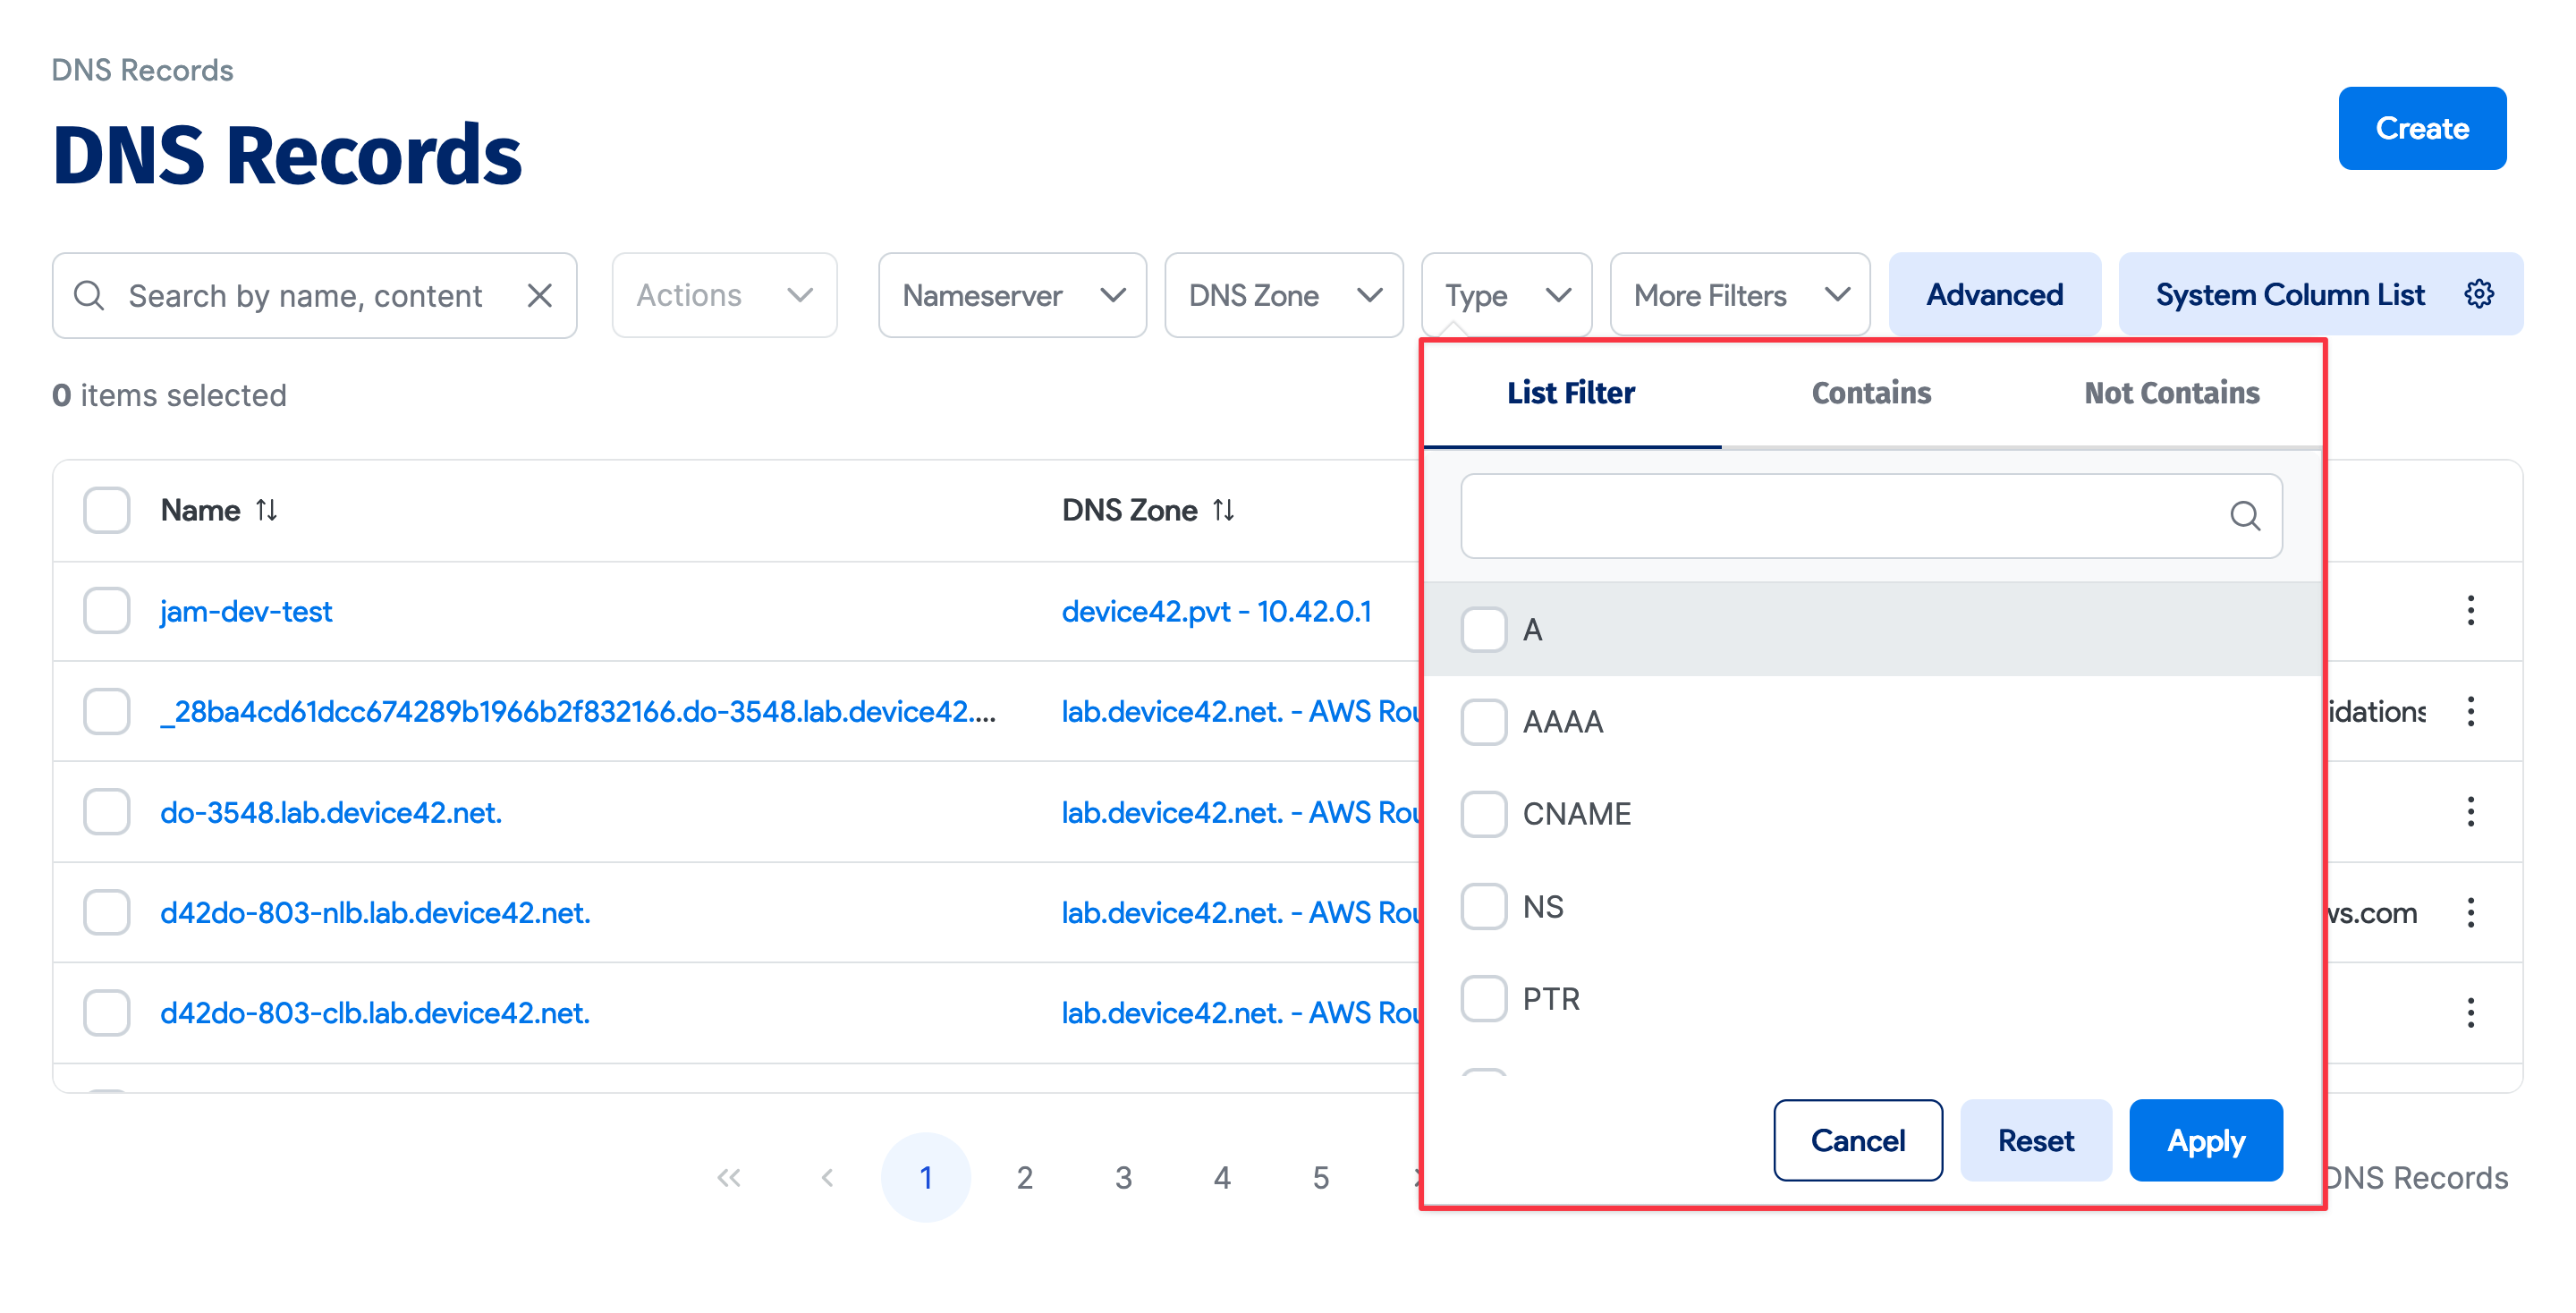 DNS Records
DNS Records
Create
Search by name, content
Actions
Nameserver
DNS Zone
Type
More Filters
Advanced
System Column List
0 items selected
List Filter
Contains
Not Contains
Name
DNS Zone
jam-dev-test
device42.pvt - 10.42.0.1
_28ba4cd61dcc674289b1966b2f832166.do-3548.lab.device42....
lab.device42.net. - AWS Rou
idations
do-3548.lab.device42.net.
lab.device42.net. - AWS Rou
d42do-803-nlb.lab.device42.net.
lab.device42.net. - AWS Rou
ws.com
d42do-803-clb.lab.device42.net.
lab.device42.net. - AWS Rou
A
AAAA
CNAME
NS
PTR
Cancel
Reset
Apply
1
2
3
4
5
DNS Records